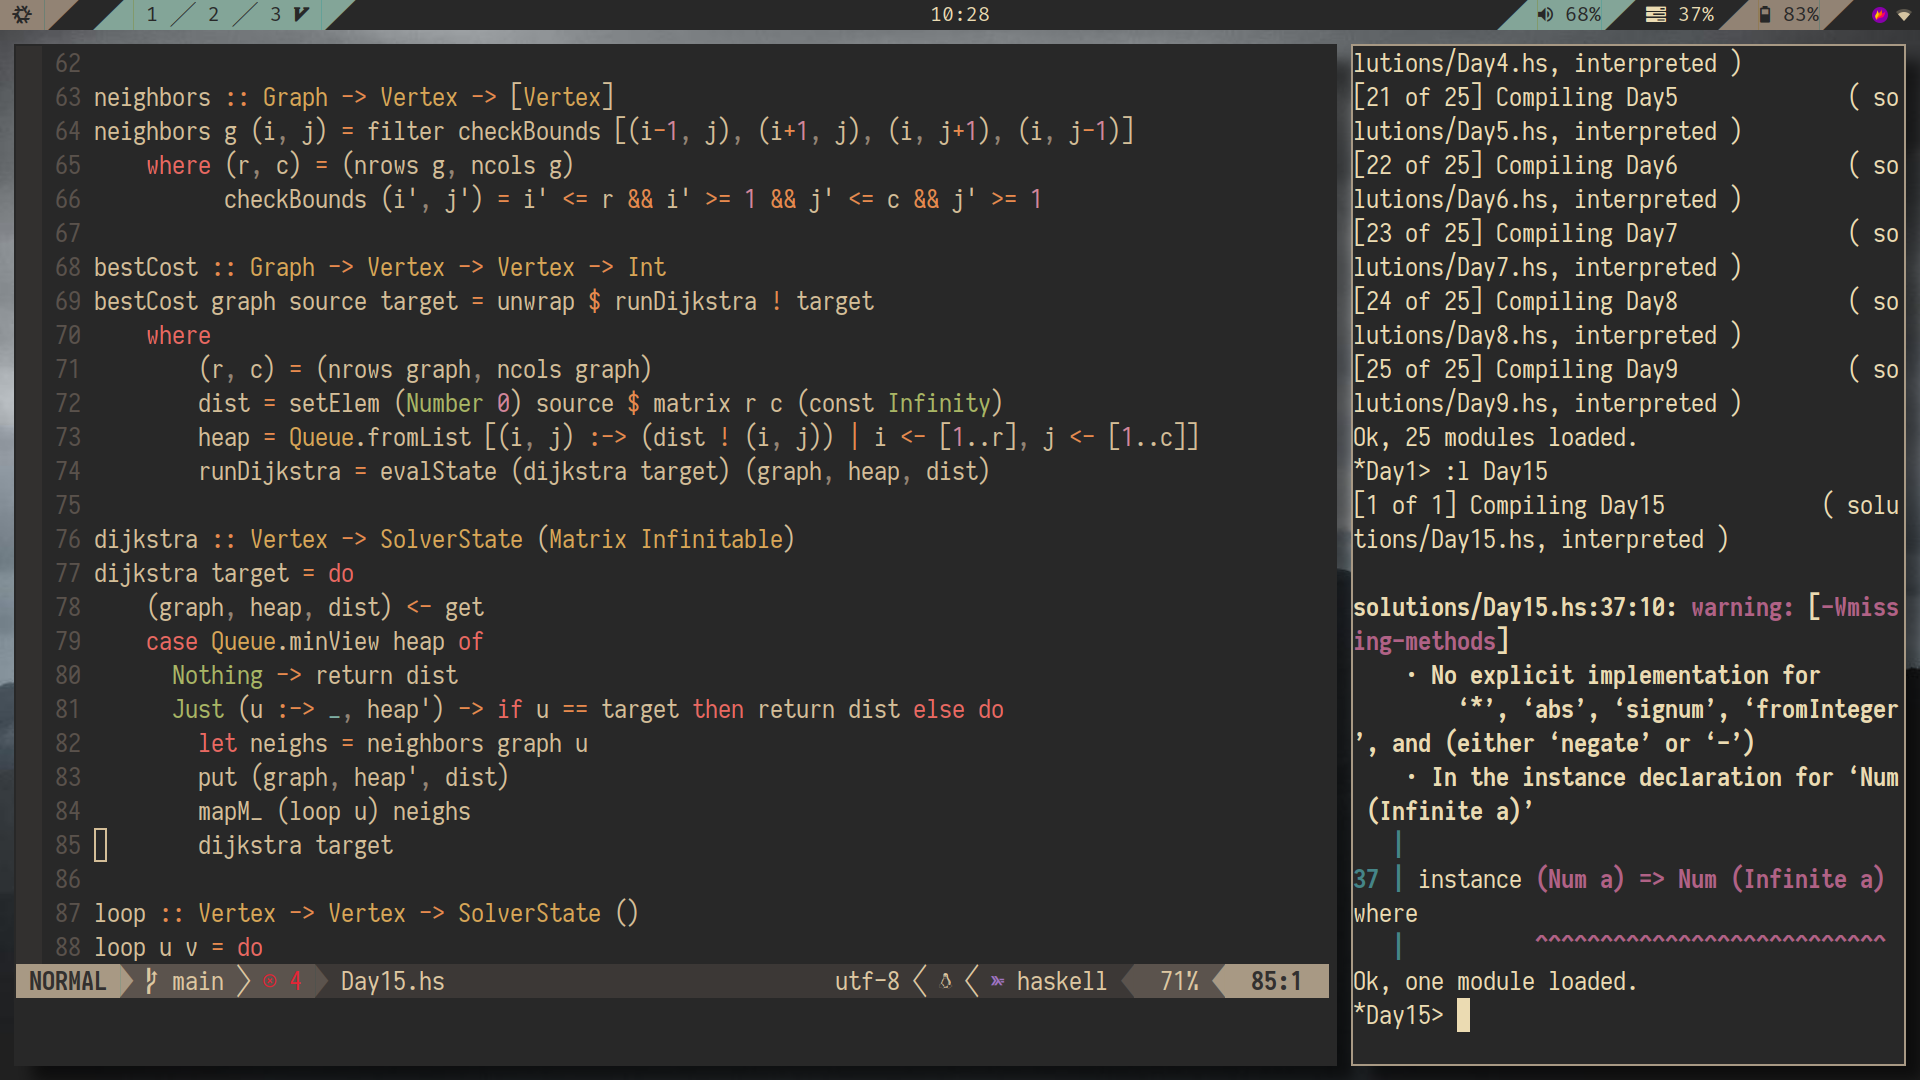 1 2 3
10:28
68% 37% 83%
62
63 neighbors :: Graph -> Vertex -> [Vertex]
64 neighbors g (i, j) = filter checkBounds [(i-1, j), (i+1, j), (i, j+1), (i, j-1)]
65     where (r, c) = (nrows g, ncols g)
66           checkBounds (i', j') = i' <= r && i' >= 1 && j' <= c && j' >= 1
67
68 bestCost :: Graph -> Vertex -> Vertex -> Int
69 bestCost graph source target = unwrap $ runDijkstra ! target
70     where
71         (r, c) = (nrows graph, ncols graph)
72         dist = setElem (Number 0) source $ matrix r c (const Infinity)
73         heap = Queue.fromList [(i, j) :-> (dist ! (i, j)) | i <- [1..r], j <- [1..c]]
74         runDijkstra = evalState (dijkstra target) (graph, heap, dist)
75
76 dijkstra :: Vertex -> SolverState (Matrix Infinitable)
77 dijkstra target = do
78     (graph, heap, dist) <- get
79     case Queue.minView heap of
80       Nothing -> return dist
81       Just (u :-> _, heap') -> if u == target then return dist else do
82         let neighs = neighbors graph u
83         put (graph, heap', dist)
84         mapM_ (loop u) neighs
85         dijkstra target
86
87 loop :: Vertex -> Vertex -> SolverState ()
88 loop u v = do
NORMAL main 4 Day15.hs utf-8 haskell 71% 85:1
lutions/Day4.hs, interpreted )
[21 of 25] Compiling Day5             ( so
lutions/Day5.hs, interpreted )
[22 of 25] Compiling Day6             ( so
lutions/Day6.hs, interpreted )
[23 of 25] Compiling Day7             ( so
lutions/Day7.hs, interpreted )
[24 of 25] Compiling Day8             ( so
lutions/Day8.hs, interpreted )
[25 of 25] Compiling Day9             ( so
lutions/Day9.hs, interpreted )
Ok, 25 modules loaded.
*Day1> :l Day15
[1 of 1] Compiling Day15            ( solu
tions/Day15.hs, interpreted )
solutions/Day15.hs:37:10: warning: [-Wmiss
ing-methods]
    • No explicit implementation for
        ‘*’, ‘abs’, ‘signum’, ‘fromInteger
’, and (either ‘negate’ or ‘-’)
    • In the instance declaration for ‘Num
 (Infinite a)’
   |
37 | instance (Num a) => Num (Infinite a)
where
   |          ^^^^^^^^^^^^^^^^^^^^^^^^^^^
Ok, one module loaded.
*Day15>